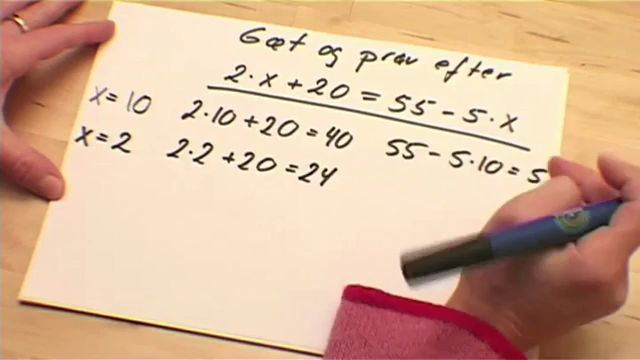 Gæt og prøv efter
2·x + 20 = 55 - 5·x
x = 10 2·10 + 20 = 40 55 - 5·10 = 5
x = 2 2·2 + 20 = 24